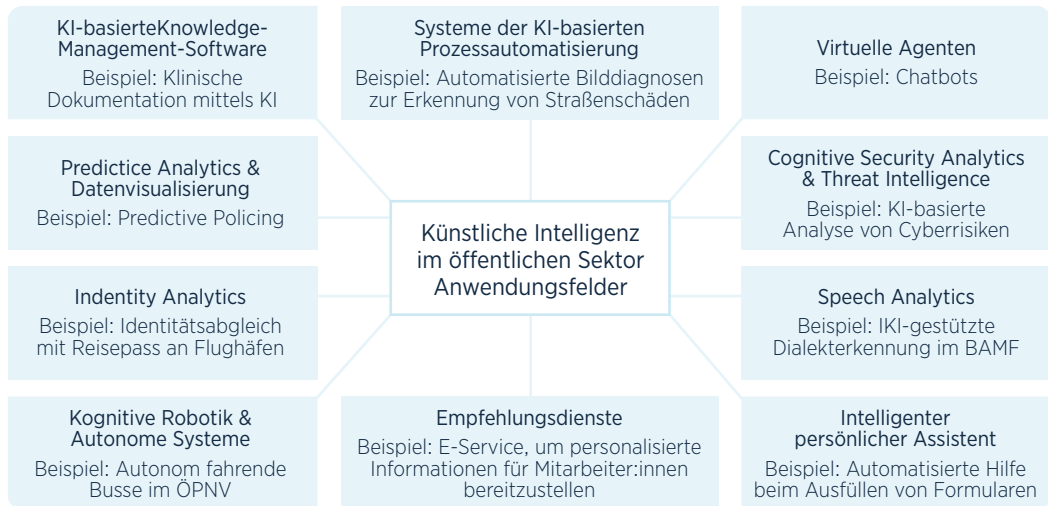 KI-basierteKnowledge-
Management-Software
Beispiel: Klinische
Dokumentation mittels KI
Systeme der KI-basierten
Prozessautomatisierung
Beispiel: Automatisierte Bilddiagnosen
zur Erkennung von Straßenschäden
Virtuelle Agenten
Beispiel: Chatbots
Predictice Analytics &
Datenvisualisierung
Beispiel: Predictive Policing
Cognitive Security Analytics
& Threat Intelligence
Beispiel: KI-basierte
Analyse von Cyberrisiken
Künstliche Intelligenz
im öffentlichen Sektor
Anwendungsfelder
Indentity Analytics
Beispiel: Identitätsabgleich
mit Reisepass an Flughäfen
Speech Analytics
Beispiel: IKI-gestützte
Dialekterkennung im BAMF
Kognitive Robotik &
Autonome Systeme
Beispiel: Autonom fahrende
Busse im ÖPNV
Empfehlungsdienste
Beispiel: E-Service, um personalisierte
Informationen für Mitarbeiter:innen
bereitzustellen
Intelligenter
persönlicher Assistent
Beispiel: Automatisierte Hilfe
beim Ausfüllen von Formularen